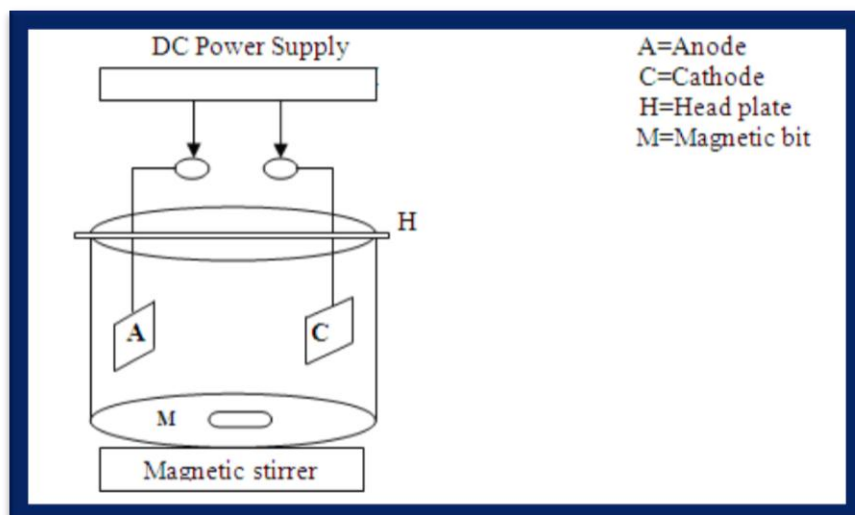 DC Power Supply
A=Anode
C=Cathode
H=Head plate
M=Magnetic bit
H
A
C
M
Magnetic stirrer